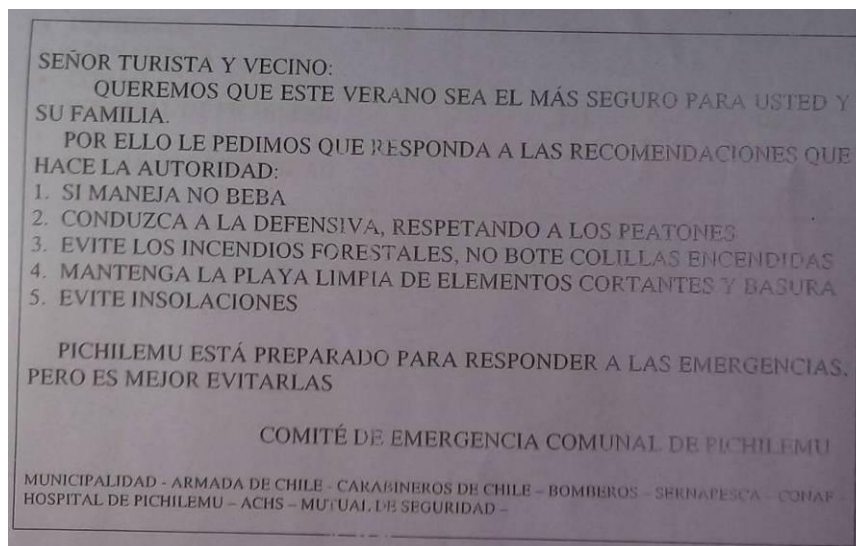 SEÑOR TURISTA Y VECINO:
QUEREMOS QUE ESTE VERANO SEA EL MÁS SEGURO PARA USTED Y
SU FAMILIA.
POR ELLO LE PEDIMOS QUE RESPONDA A LAS RECOMENDACIONES QUE
HACE LA AUTORIDAD:
1. SI MANEJA NO BEBA
2. CONDUZCA A LA DEFENSIVA, RESPETANDO A LOS PEATONES
3. EVITE LOS INCENDIOS FORESTALES, NO BOTE COLILLAS ENCENDIDAS
4. MANTENGA LA PLAYA LIMPIA DE ELEMENTOS CORTANTES Y BASURA
5. EVITE INSOLACIONES
PICHILEMU ESTÁ PREPARADO PARA RESPONDER A LAS EMERGENCIAS,
PERO ES MEJOR EVITARLAS
COMITÉ DE EMERGENCIA COMUNAL DE PICHILEMU
MUNICIPALIDAD - ARMADA DE CHILE - CARABINEROS DE CHILE – BOMBEROS – SERNAPESCA – CONAF -
HOSPITAL DE PICHILEMU – ACHS – MUTUAL DE SEGURIDAD –